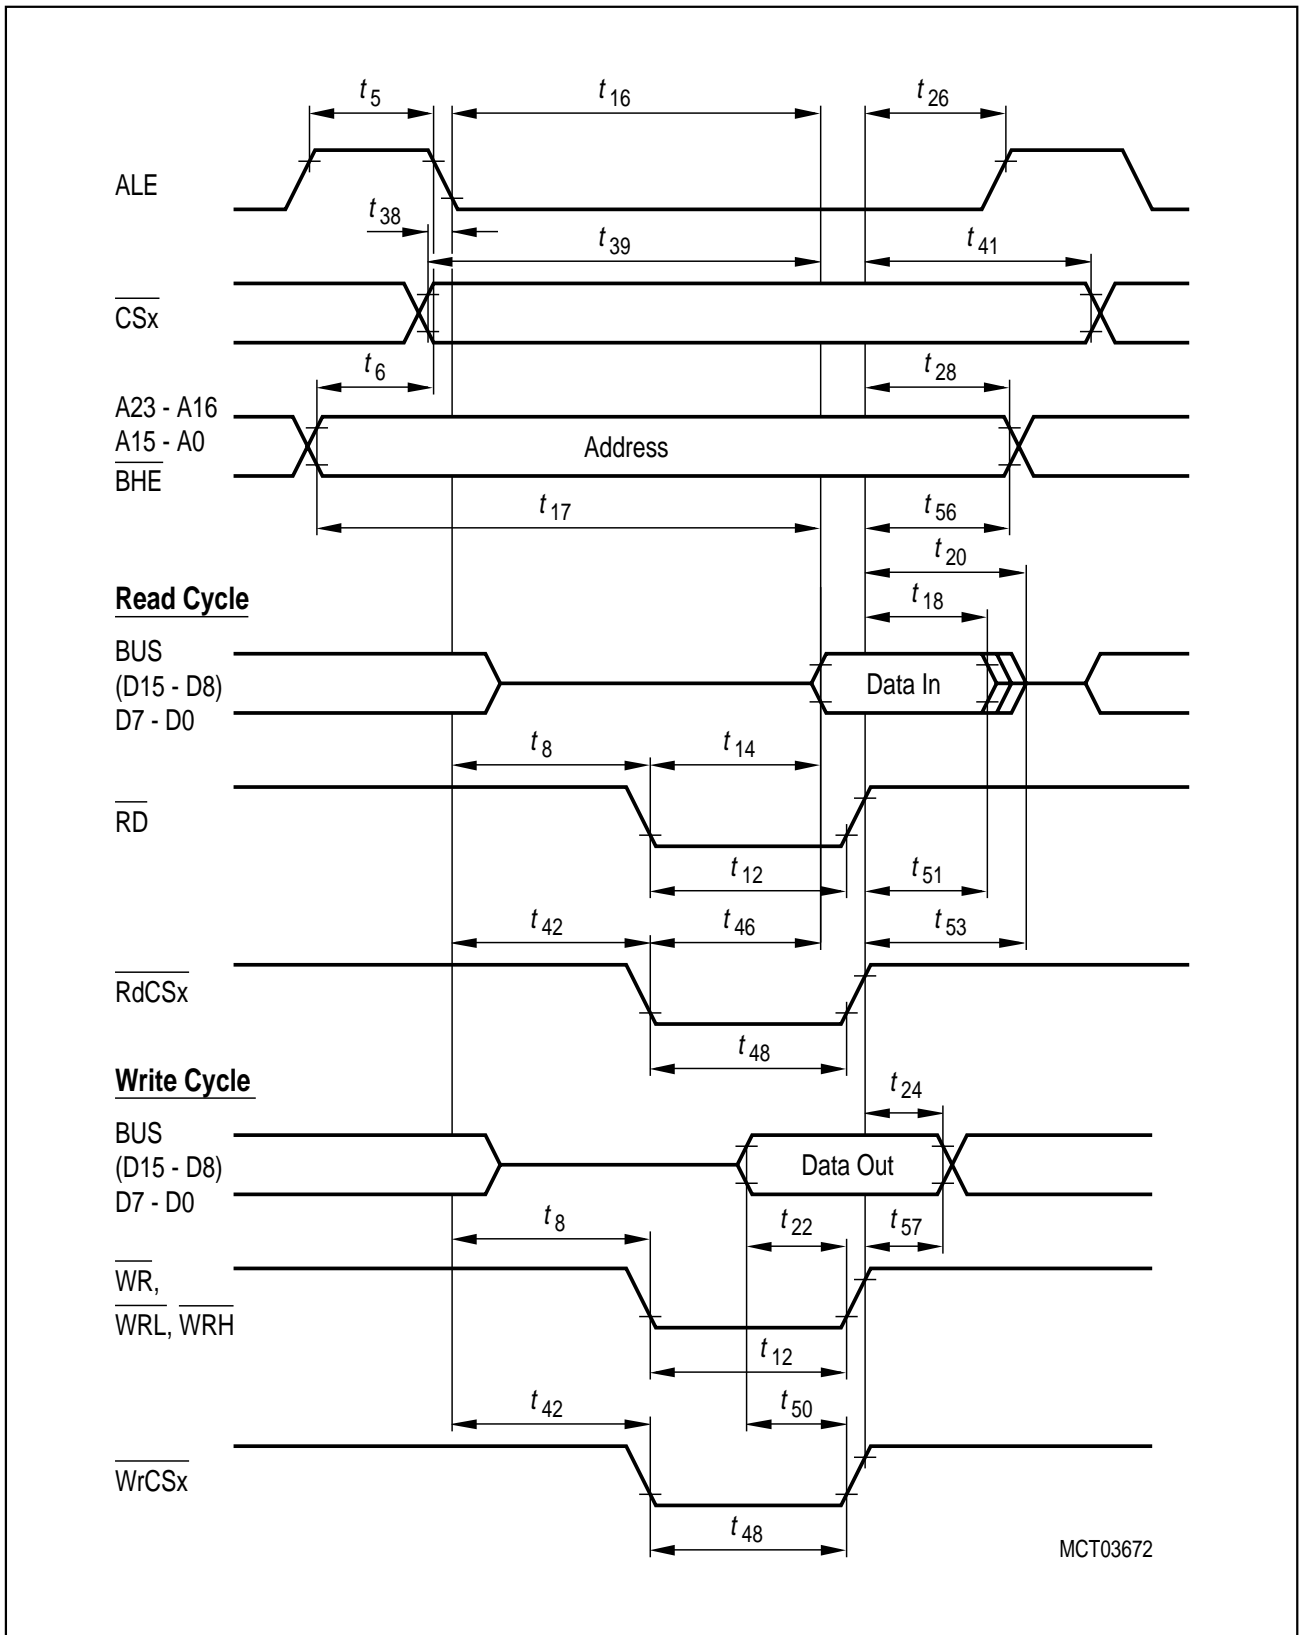 t5 t16 t26
ALE
t38 t39 t41
CSx
t6 t28
A23 - A16
A15 - A0
BHE
Address
t17 t56
t20
Read Cycle
t18
BUS
(D15 - D8)
D7 - D0
Data In
t8 t14
RD
t12 t51
t42 t46 t53
RdCSx
t48
Write Cycle
t24
BUS
(D15 - D8)
D7 - D0
Data Out
t8 t22 t57
WR,
WRL, WRH
t12
t42 t50
WrCSx
t48
MCT03672